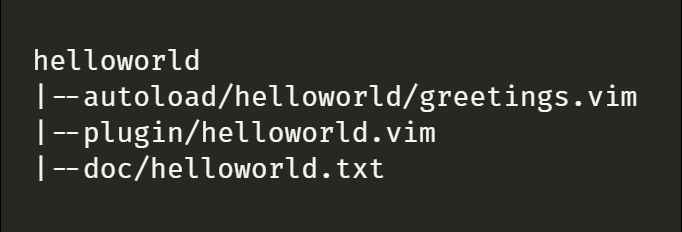 helloworld
|--autoload/helloworld/greetings.vim
|--plugin/helloworld.vim
|--doc/helloworld.txt